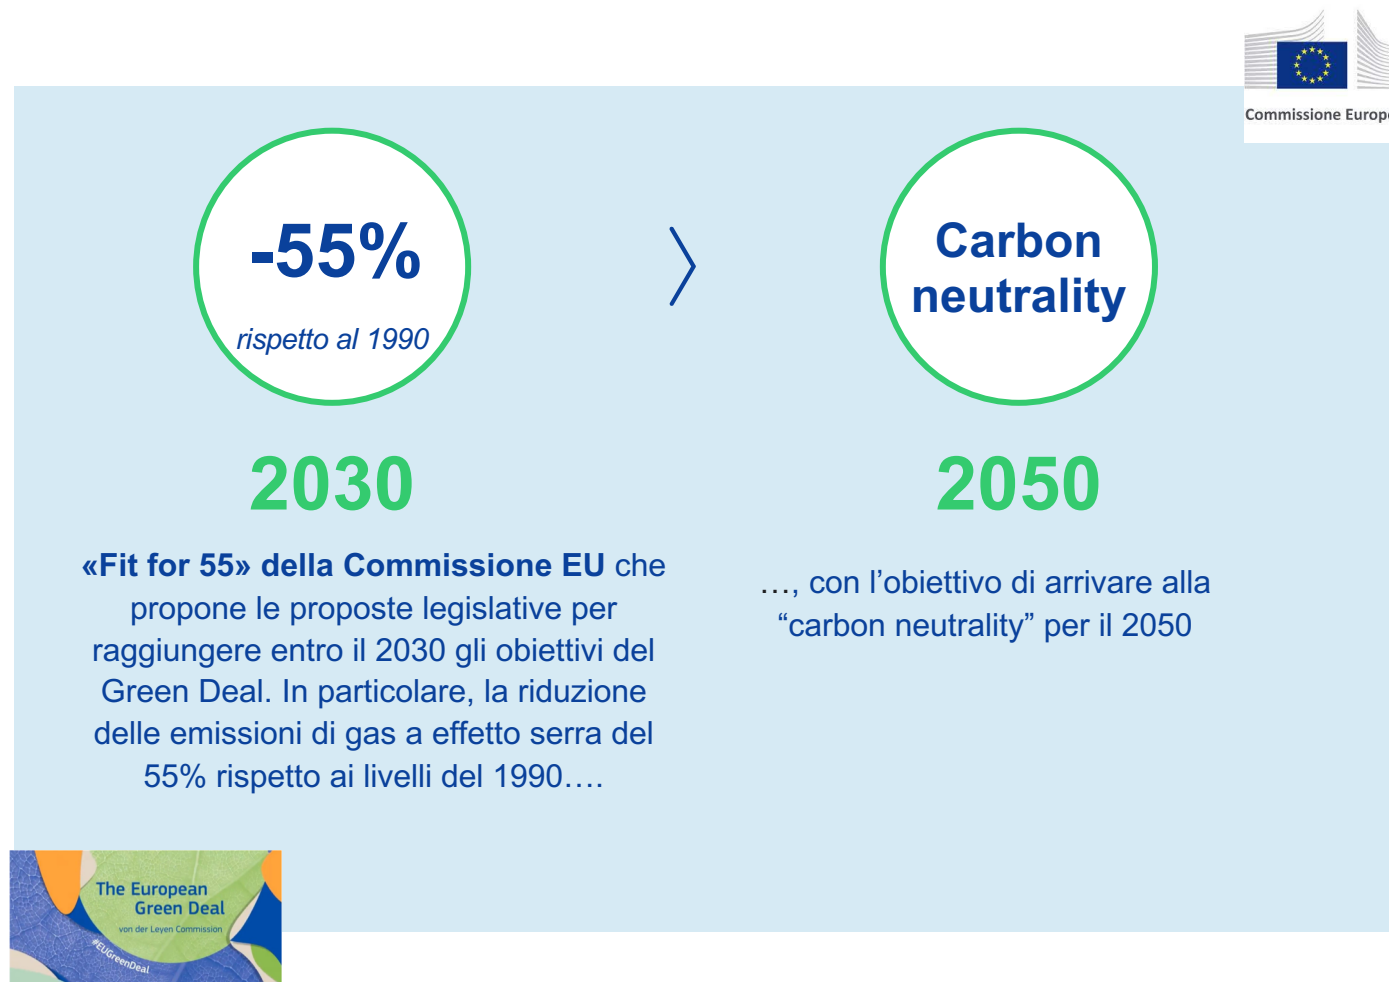 Commissione Europe
-55%
rispetto al 1990
2030
«Fit for 55» della Commissione EU che
propone le proposte legislative per
raggiungere entro il 2030 gli obiettivi del
Green Deal. In particolare, la riduzione
delle emissioni di gas a effetto serra del
55% rispetto ai livelli del 1990….
Carbon
neutrality
2050
…, con l’obiettivo di arrivare alla
“carbon neutrality” per il 2050
The European
Green Deal
von der Leyen Commission
#EUGreenDeal